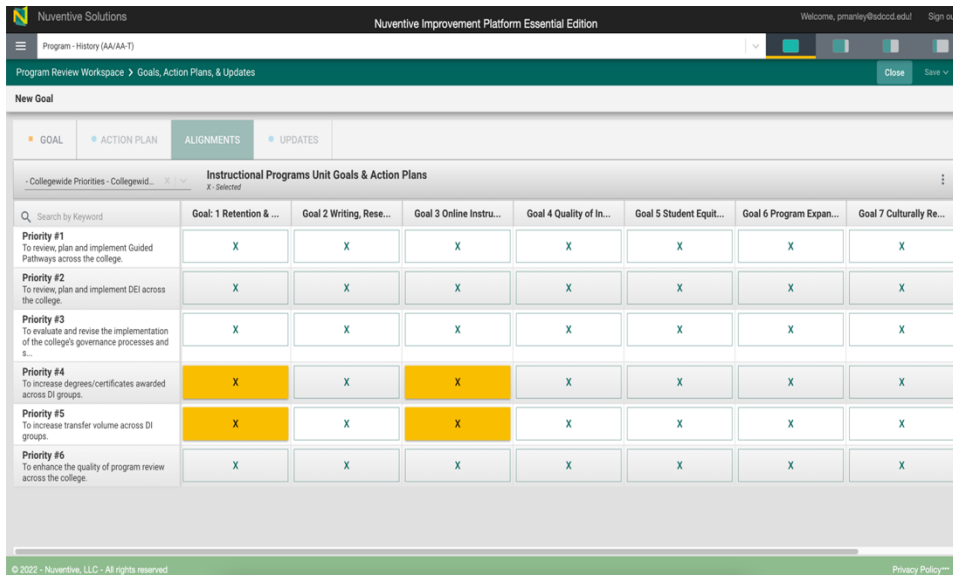 Nuventive Solutions
Nuventive Improvement Platform Essential Edition
Welcome, pmanley@sdccd.edu!
Sign ou
Program - History (AA/AA-T)
Program Review Workspace > Goals, Action Plans, & Updates
Close
Save
New Goal
GOAL
ACTION PLAN
ALIGNMENTS
UPDATES
- Collegewide Priorities - Collegewid... X
Instructional Programs Unit Goals & Action Plans
X - Selected
Search by Keyword
Goal: 1 Retention & ...
Goal 2 Writing, Rese...
Goal 3 Online Instru...
Goal 4 Quality of In...
Goal 5 Student Equit...
Goal 6 Program Expan...
Goal 7 Culturally Re...
Priority #1
To review, plan and implement Guided
Pathways across the college.
X X X X X X X
Priority #2
To review, plan and implement DEI across
the college.
X X X X X X X
Priority #3
To evaluate and revise the implementation
of the college's governance processes and
s...
X X X X X X X
Priority #4
To increase degrees/certificates awarded
across DI groups.
X X X X X X X
Priority #5
To increase transfer volume across DI
groups.
X X X X X X X
Priority #6
To enhance the quality of program review
across the college.
X X X X X X X
© 2022 - Nuventive, LLC - All rights reserved
Privacy Policy